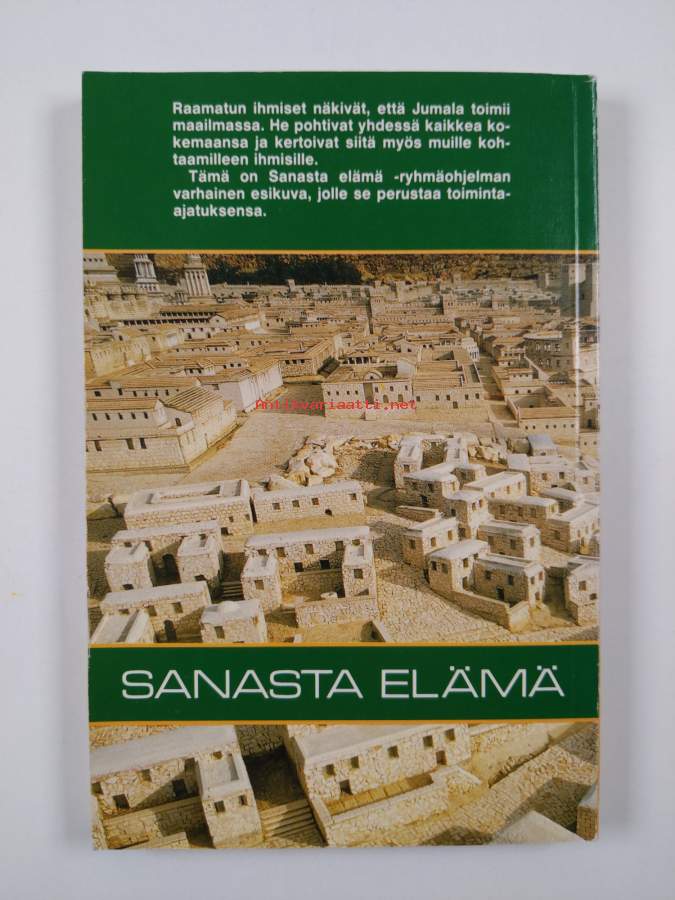 Raamatun ihmiset näkivät, että Jumala toimii
maailmassa. He pohtivat yhdessä kaikkea ko-
kemaansa ja kertoivat siitä myös muille koh-
taamilleen ihmisille.
Tämä on Sanasta elämä -ryhmäohjelman
varhainen esikuva, jolle se perustaa toiminta-
ajatuksensa.
Antikvariaatti.net
SANASTA ELÄMÄ